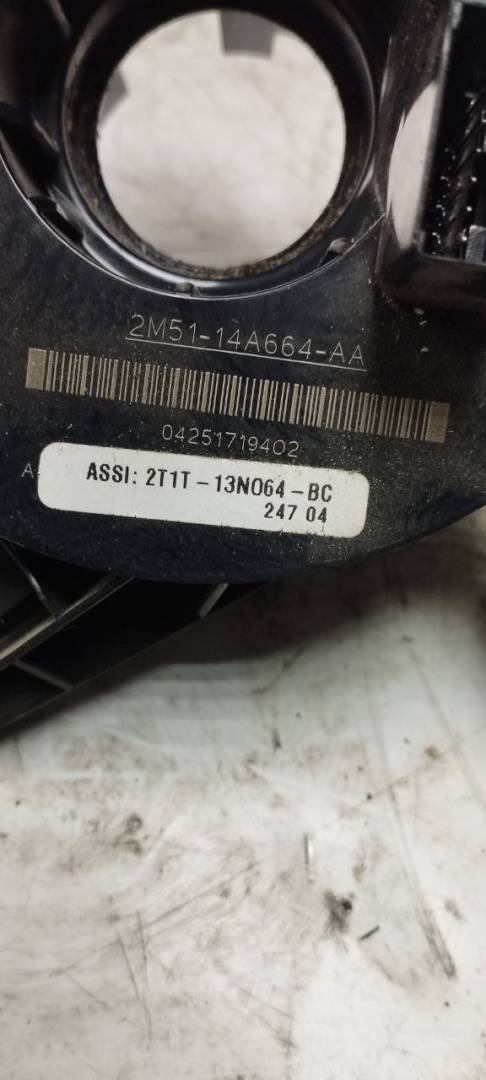 2M51-14A664-AA
04251719402
A
ASSI: 2T1T-13N064-BC
247 04